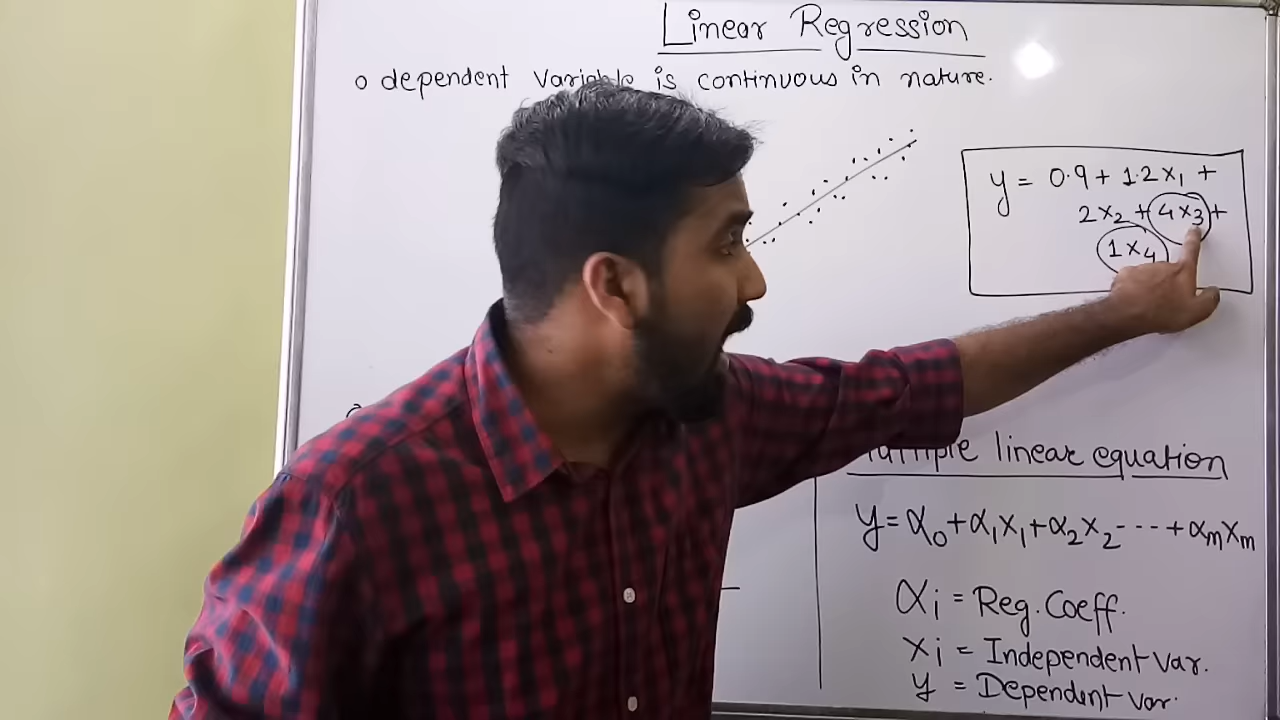 Linear Regression
o dependent variable is continuous in nature.
y = 0.9 + 1.2x₁ +
2x₂ + 4x₃ +
1x₄
linear equation
y = α₀ + α₁x₁ + α₂x₂ ---- + αₘxₘ
αᵢ = Reg. Coeff.
xᵢ = Independent Var.
y = Dependent Var.